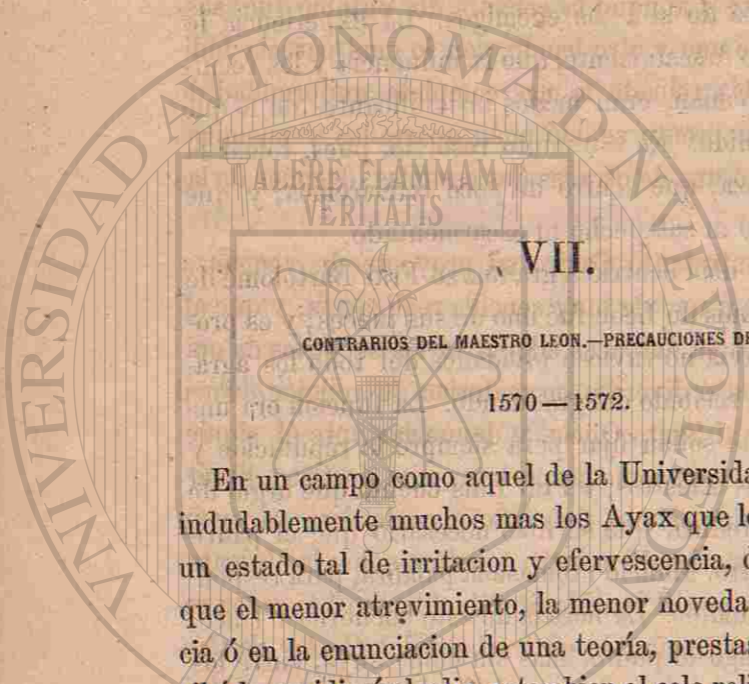 UNIVERSIDAD AUTONOMA DE NUEVO LEON
ALERE FLAMMAM
VERITATIS
VII.
CONTRARIOS DEL MAESTRO LEON.—PRECAUCIONES DE
1570—1572.
En un campo como aquel de la Universida
indudablemente muchos mas los Ayax que l
un estado tal de irritacion y efervescencia,
que el menor atrevimiento, la menor noveda
cia ó en la enunciacion de una teoría, presta